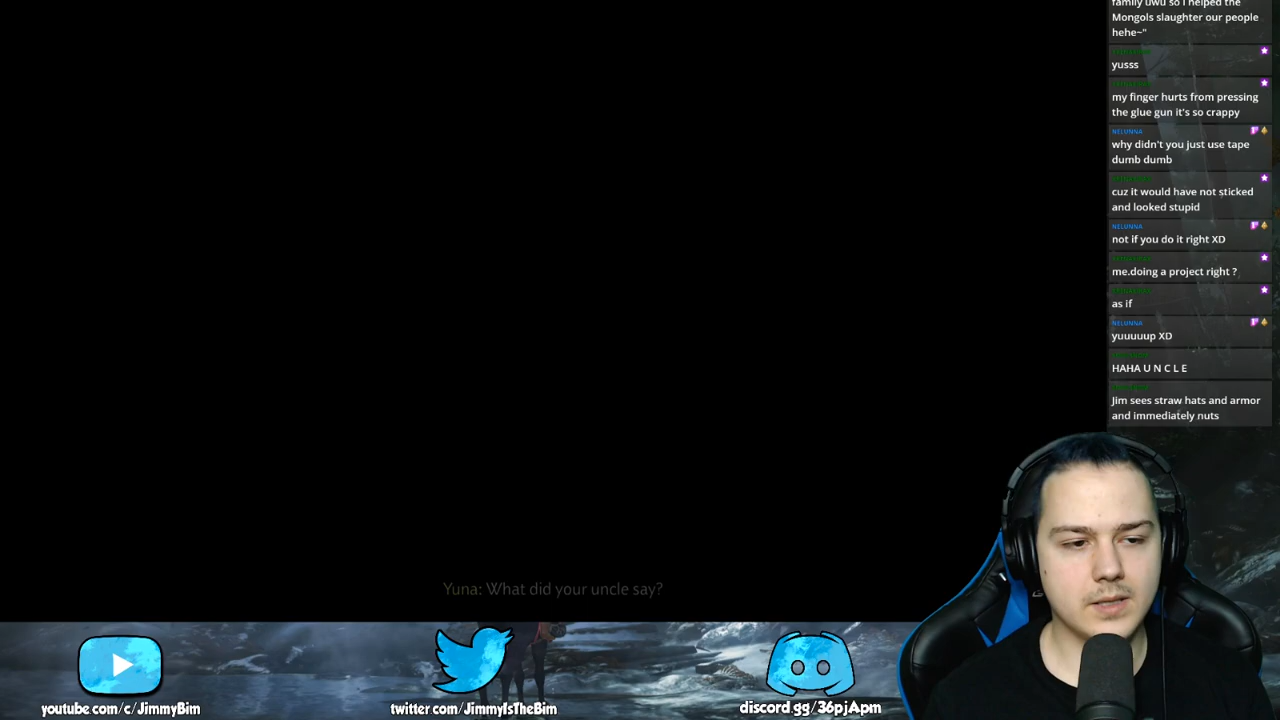 family uwu so I helped the
Mongols slaughter our people
hehe~"
yusss
my finger hurts from pressing
the glue gun it's so crappy
NELUNNA
why didn't you just use tape
dumb dumb
cuz it would have not sticked
and looked stupid
NELUNNA
not if you do it right XD
me.doing a project right ?
as if
NELUNNA
yuuuuup XD
HAHA U N C L E
Jim sees straw hats and armor
and immediately nuts
Yuna: What did your uncle say?
youtube.com/c/JimmyBim
twitter.com/JimmyIsTheBim
discord.gg/36pjApm